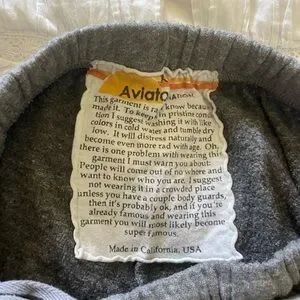 Aviato
This garment is rad I know because
made it. To keep in pristine condi
tion I suggest washing it with like
colors in cold water and tumble dry
low. It will distress naturally and
become even more rad with age. Oh,
there is one problem with wearing this
garment I must warn you about:
People will come out of no where and
want to know who you are. I suggest
not wearing it in a crowded place
unless you have a couple body guards,
then it's probably ok, and if you're
already famous and wearing this
garment you will most likely become
super famous.
Made in California, USA